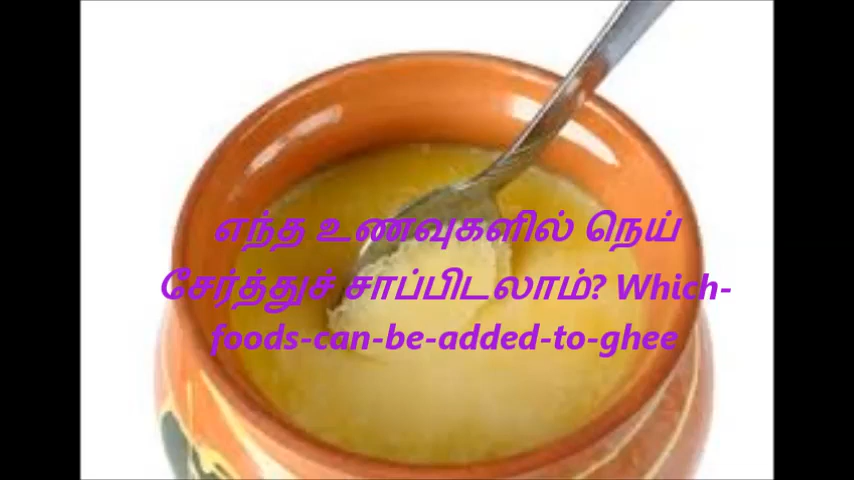 எந்த உணவுகளில் நெய்
சேர்த்துச் சாப்பிடலாம்? Which-
foods-can-be-added-to-ghee